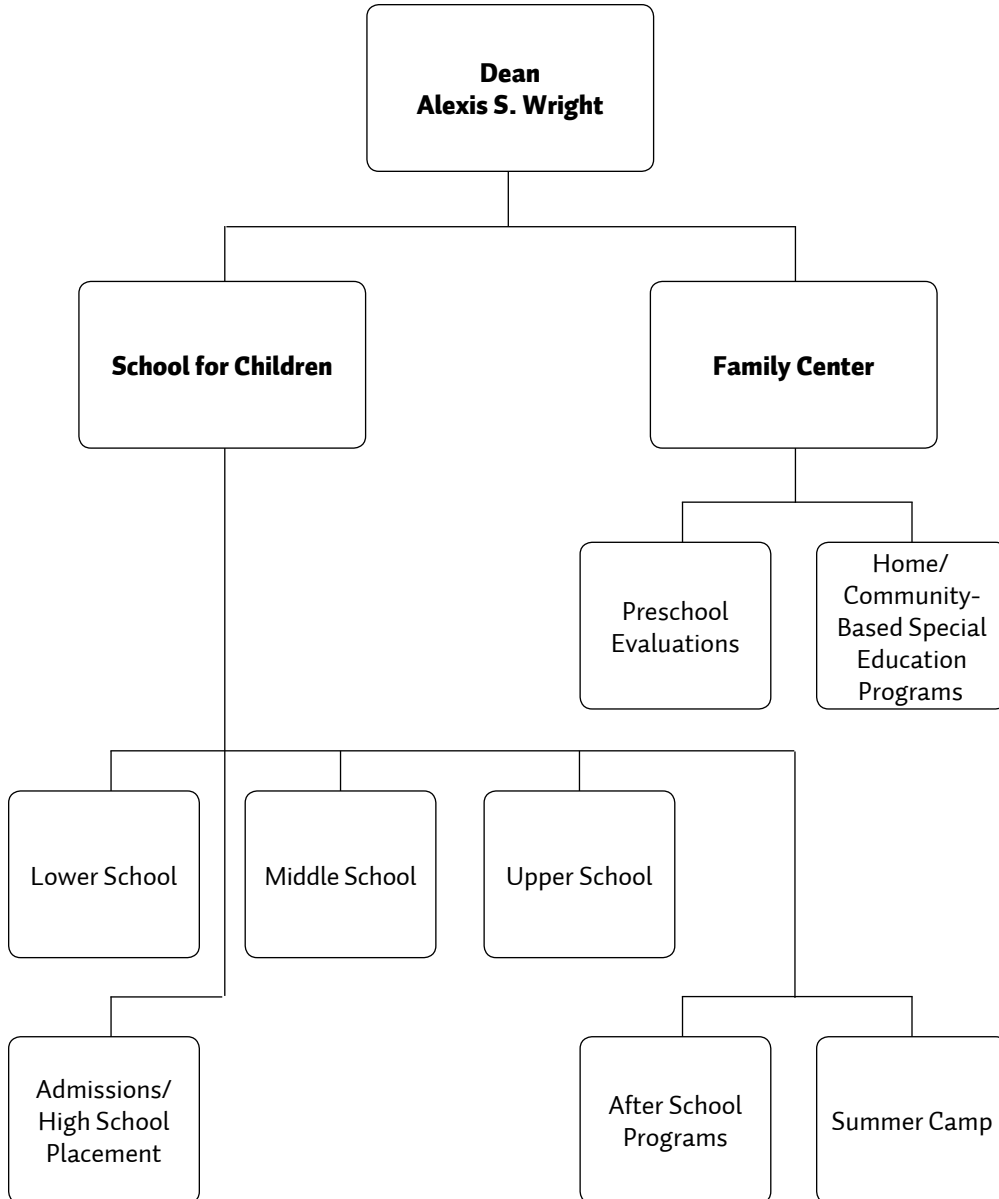 Dean
Alexis S. Wright
School for Children
Family Center
Preschool
Evaluations
Home/
Community-
Based Special
Education
Programs
Lower School
Middle School
Upper School
Admissions/
High School
Placement
After School
Programs
Summer Camp